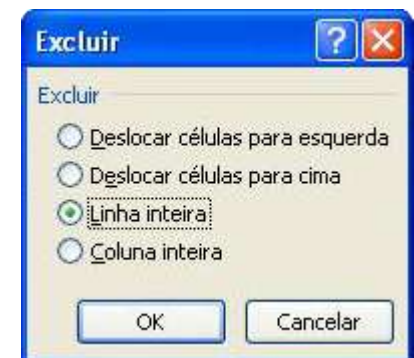 Excluir
Excluir
Deslocar células para esquerda
Deslocar células para cima
Linha inteira
Coluna inteira
OK Cancelar